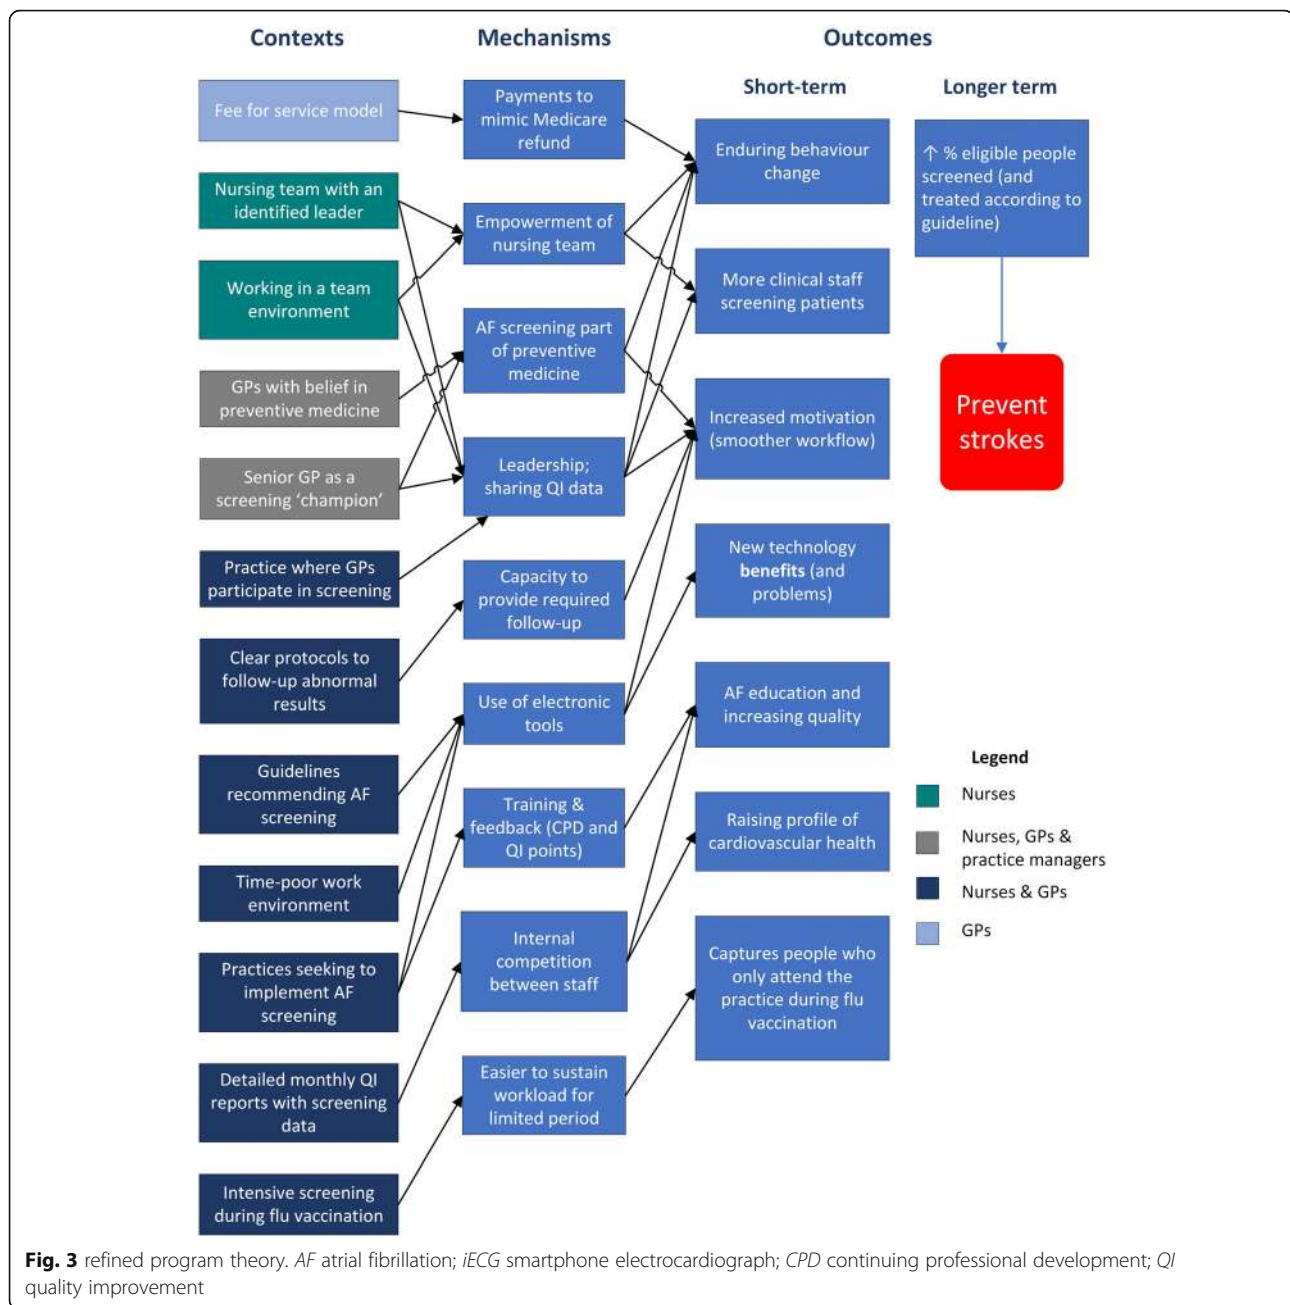 Contexts
Mechanisms
Outcomes
Short-term
Longer term
Fee for service model
Nursing team with an
identified leader
Working in a team
environment
GPs with belief in
preventive medicine
Senior GP as a
screening ‘champion’
Practice where GPs
participate in screening
Clear protocols to
follow-up abnormal
results
Guidelines
recommending AF
screening
Time-poor work
environment
Practices seeking to
implement AF
screening
Detailed monthly QI
reports with screening
data
Intensive screening
during flu vaccination
Payments to
mimic Medicare
refund
Empowerment of
nursing team
AF screening part
of preventive
medicine
Leadership;
sharing QI data
Capacity to
provide required
follow-up
Use of electronic
tools
Training &
feedback (CPD and
QI points)
Internal
competition
between staff
Easier to sustain
workload for
limited period
Enduring behaviour
change
More clinical staff
screening patients
Increased motivation
(smoother workflow)
New technology
benefits (and
problems)
AF education and
increasing quality
Raising profile of
cardiovascular health
Captures people who
only attend the
practice during flu
vaccination
↑ % eligible people
screened (and
treated according to
guideline)
Prevent
strokes
Legend
Nurses
Nurses, GPs &
practice managers
Nurses & GPs
GPs
Fig. 3 refined program theory. AF atrial fibrillation; iECG smartphone electrocardiograph; CPD continuing professional development; QI
quality improvement